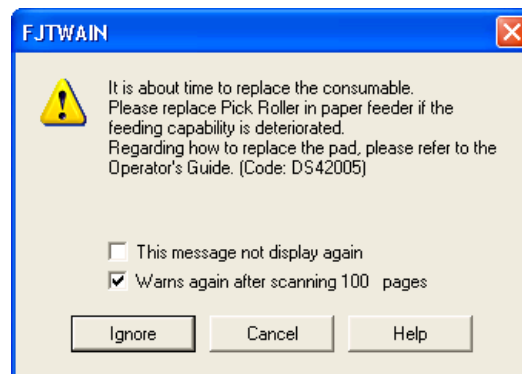 FJTWAIN
It is about time to replace the consumable.
Please replace Pick Roller in paper feeder if the
feeding capability is deteriorated.
Regarding how to replace the pad, please refer to the
Operator's Guide. (Code: DS42005)
This message not display again
Warns again after scanning 100 pages
Ignore Cancel Help